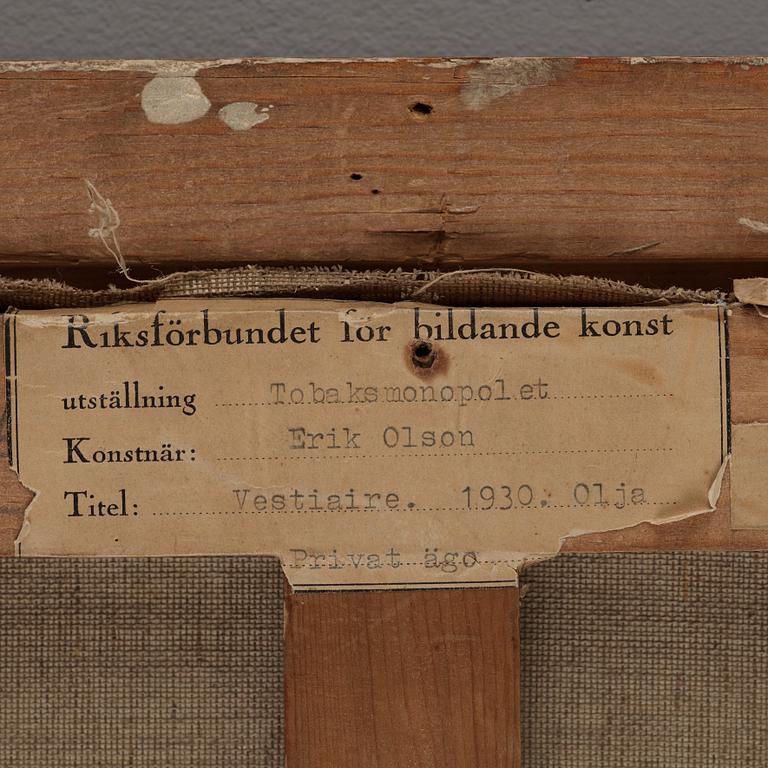 Riksförbundet för bildande konst
utställning Tobaksmonopolet
Konstnär: Erik Olson
Titel: Vestiaire. 1930. Olja
Privat ägo